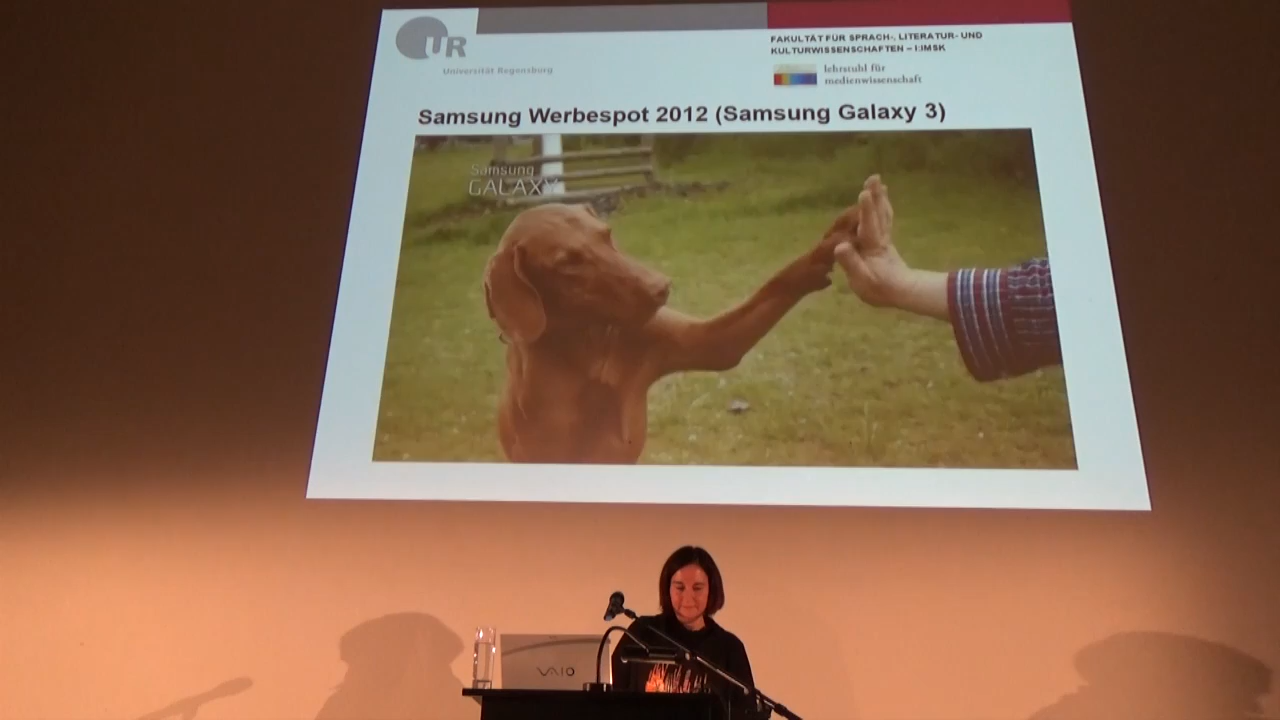 UR
Universität Regensburg
FAKULTÄT FÜR SPRACH-, LITERATUR- UND
KULTURWISSENSCHAFTEN – I:IMSK
lehrstuhl für
medienwissenschaft
Samsung Werbespot 2012 (Samsung Galaxy 3)
Samsung
GALAXY
VAIO